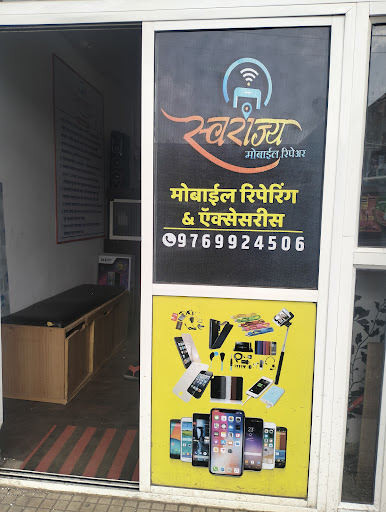 स्वराज्य
मोबाईल रिपेअर
मोबाईल रिपेरिंग
& ऍक्सेसरीस
9769924506